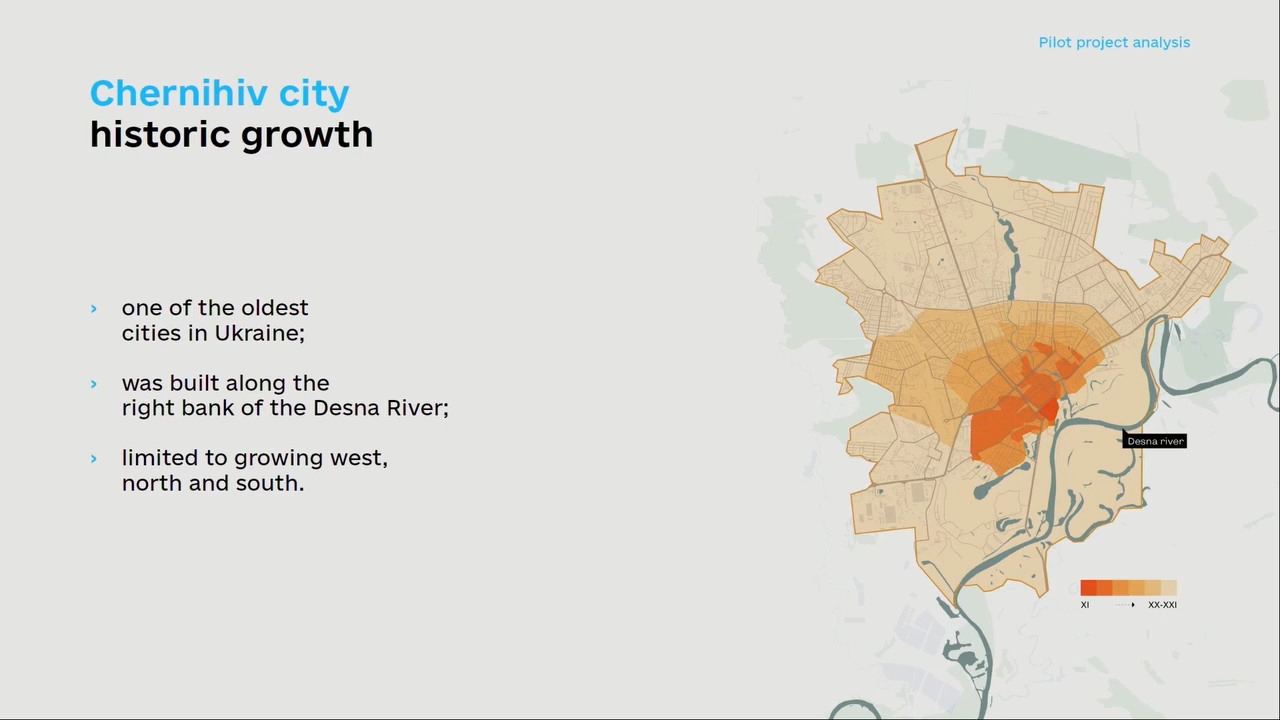 Pilot project analysis
Chernihiv city
historic growth
› one of the oldest
cities in Ukraine;
› was built along the
right bank of the Desna River;
› limited to growing west,
north and south.
Desna river
XI XX-XXI